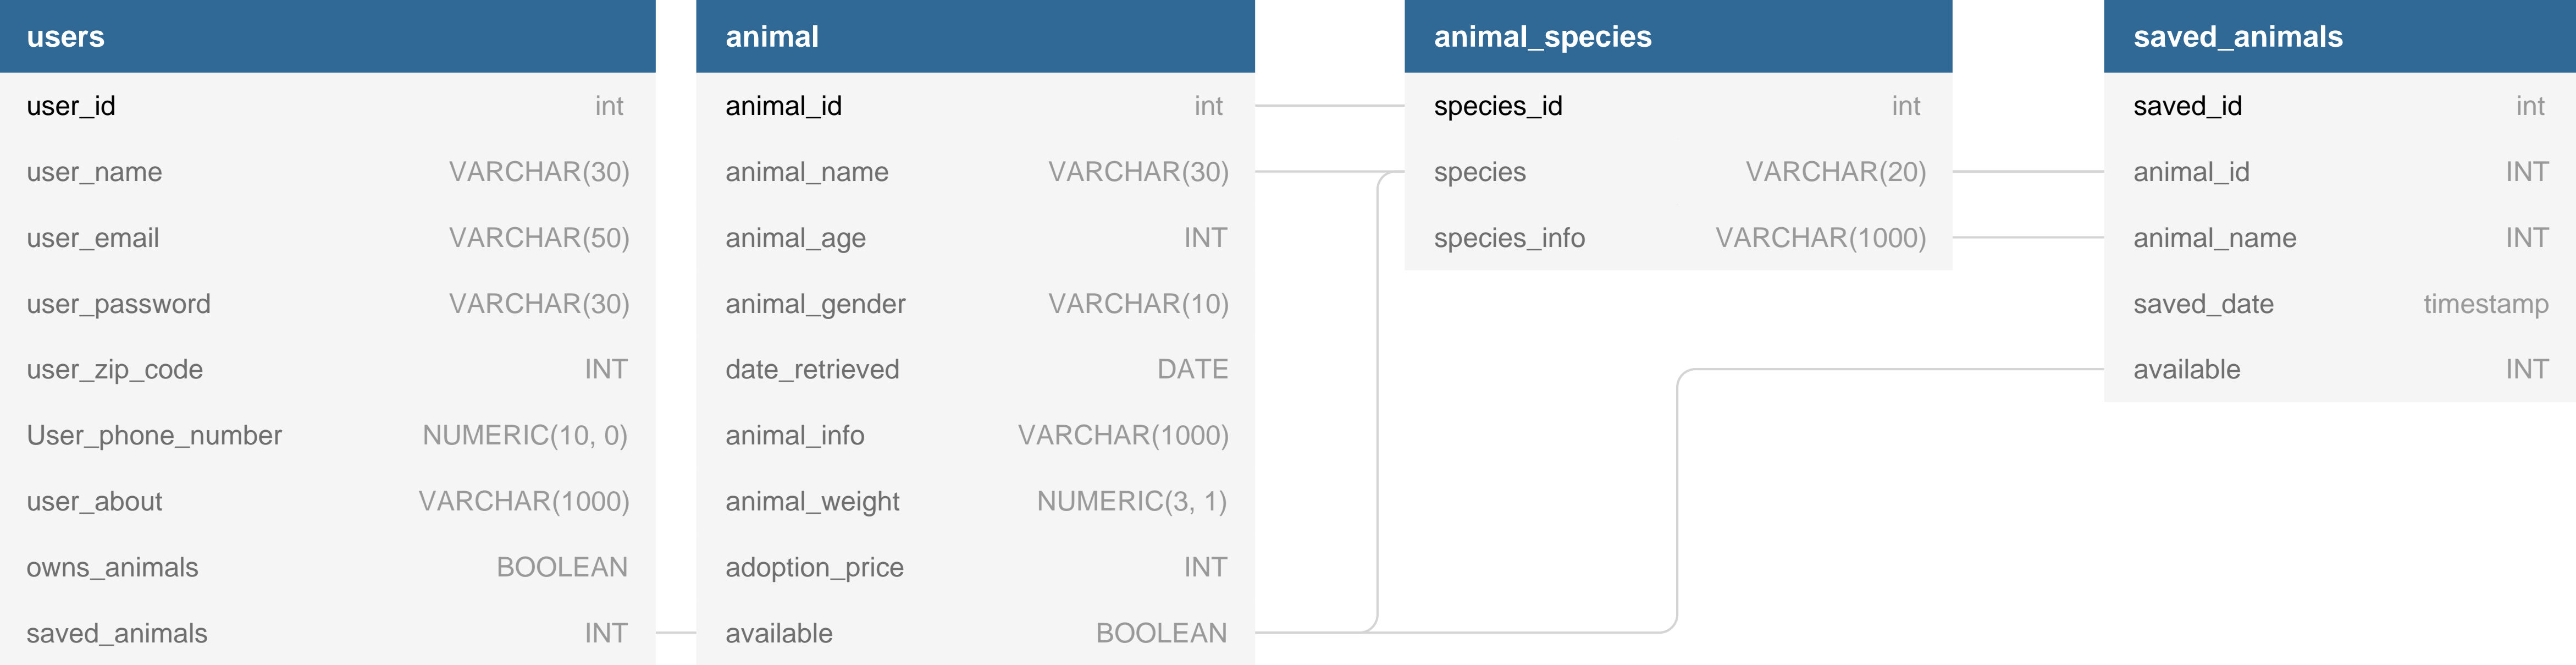 users
user_id int
user_name VARCHAR(30)
user_email VARCHAR(50)
user_password VARCHAR(30)
user_zip_code INT
User_phone_number NUMERIC(10, 0)
user_about VARCHAR(1000)
owns_animals BOOLEAN
saved_animals INT
animal
animal_id int
animal_name VARCHAR(30)
animal_age INT
animal_gender VARCHAR(10)
date_retrieved DATE
animal_info VARCHAR(1000)
animal_weight NUMERIC(3, 1)
adoption_price INT
available BOOLEAN
animal_species
species_id int
species VARCHAR(20)
species_info VARCHAR(1000)
saved_animals
saved_id int
animal_id INT
animal_name INT
saved_date timestamp
available INT